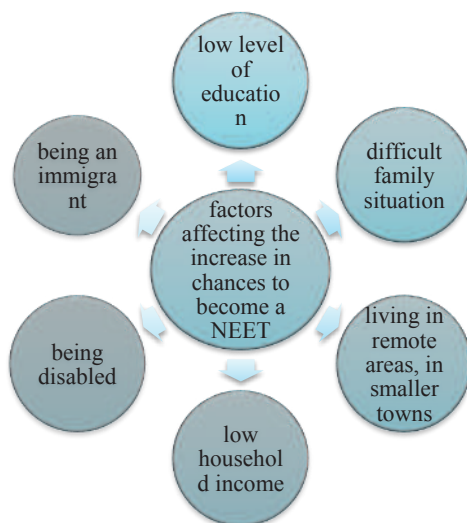 low level
of
educatio
n
being an
immigra
nt
difficult
family
situation
factors
affecting the
increase in
chances to
become a
NEET
being
disabled
living in
remote
areas, in
smaller
towns
low
househol
d income